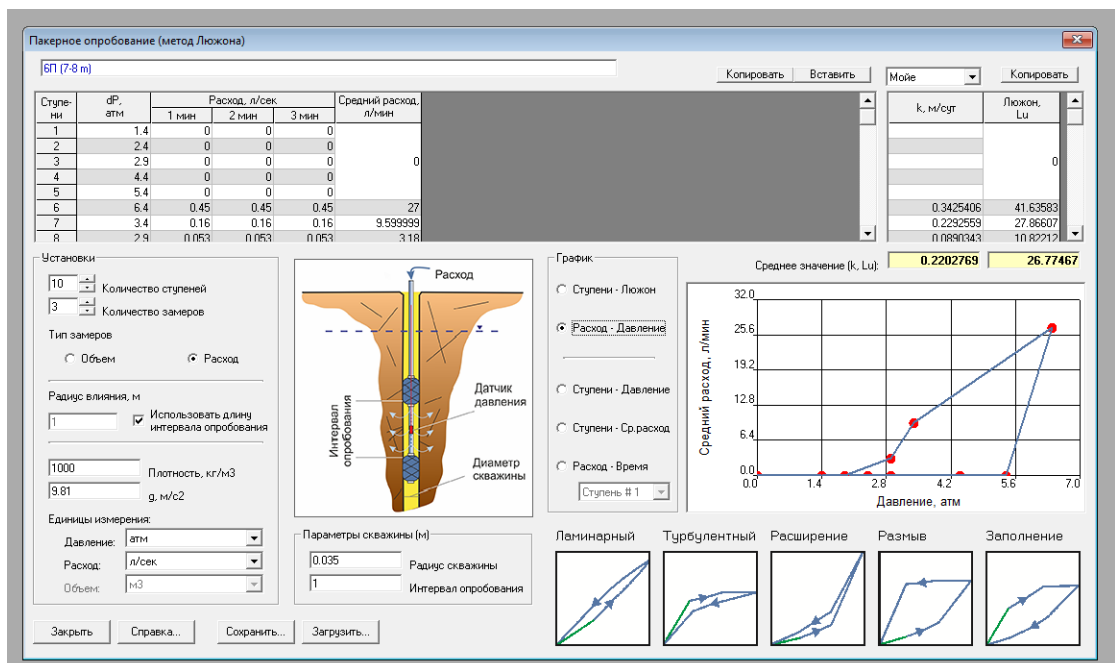 Пакерное опробование (метод Люжона)
6П (7-8 m)
Копировать Вставить Мойе Копировать
Ступе-ни dP, атм Расход, л/сек Средний расход, л/мин k, м/сут Люжон, Lu
1 мин 2 мин 3 мин
1 1.4 0 0 0
2 2.4 0 0 0
3 2.9 0 0 0 0 0
4 4.4 0 0 0
5 5.4 0 0 0
6 6.4 0.45 0.45 0.45 27 0.3425406 41.63583
7 3.4 0.16 0.16 0.16 9.599999 0.2292559 27.86607
8 2.9 0.053 0.053 0.053 3.18 0.0890343 10.82212
Среднее значение (k, Lu): 0.2202769 26.77467
Установки
10 Количество ступеней
3 Количество замеров
Тип замеров
Объем Расход
Радиус влияния, м
1 Использовать длину
интервала опробования
1000 Плотность, кг/м3
9.81 g, м/с2
Единицы измерения:
Давление: атм
Расход: л/сек
Объем: м3
Расход
Датчик
давления
Интервал
опробования
Диаметр
скважины
Параметры скважины (м)
0.035 Радиус скважины
1 Интервал опробования
График
Ступени - Люжон
Расход - Давление
Ступени - Давление
Ступени - Ср.расход
Расход - Время
Ступень # 1
Средний расход, л/мин
32.0
25.6
19.2
12.8
6.4
0.0
0.0 1.4 2.8 4.2 5.6 7.0
Давление, атм
Ламинарный Турбулентный Расширение Размыв Заполнение
Закрыть Справка... Сохранить... Загрузить...